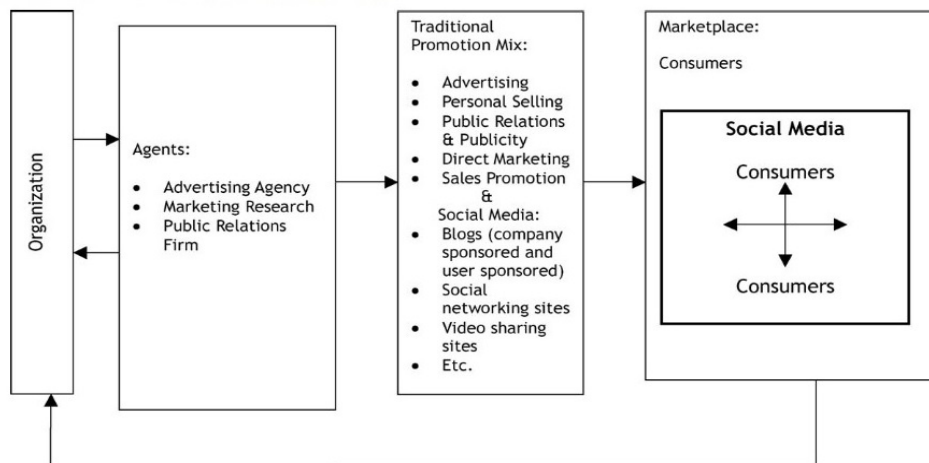 Organization
Agents:
• Advertising Agency
• Marketing Research
• Public Relations
Firm
Traditional
Promotion Mix:
• Advertising
• Personal Selling
• Public Relations
& Publicity
• Direct Marketing
• Sales Promotion
&
Social Media:
• Blogs (company
sponsored and
user sponsored)
• Social
networking sites
• Video sharing
sites
• Etc.
Marketplace:
Consumers
Social Media
Consumers
Consumers